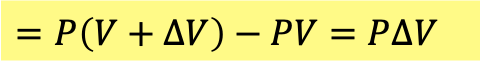 = P(V + ΔV) − PV = PΔV